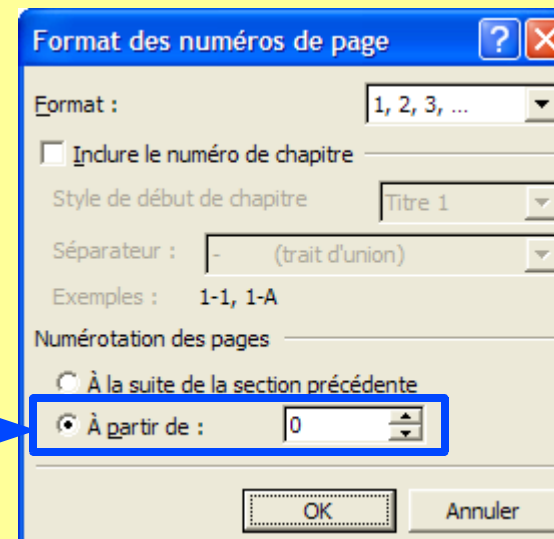 Format des numéros de page ?
Format : 1, 2, 3, ...
Inclure le numéro de chapitre
Style de début de chapitre Titre 1
Séparateur : - (trait d'union)
Exemples : 1-1, 1-A
Numérotation des pages
À la suite de la section précédente
À partir de : 0
OK Annuler